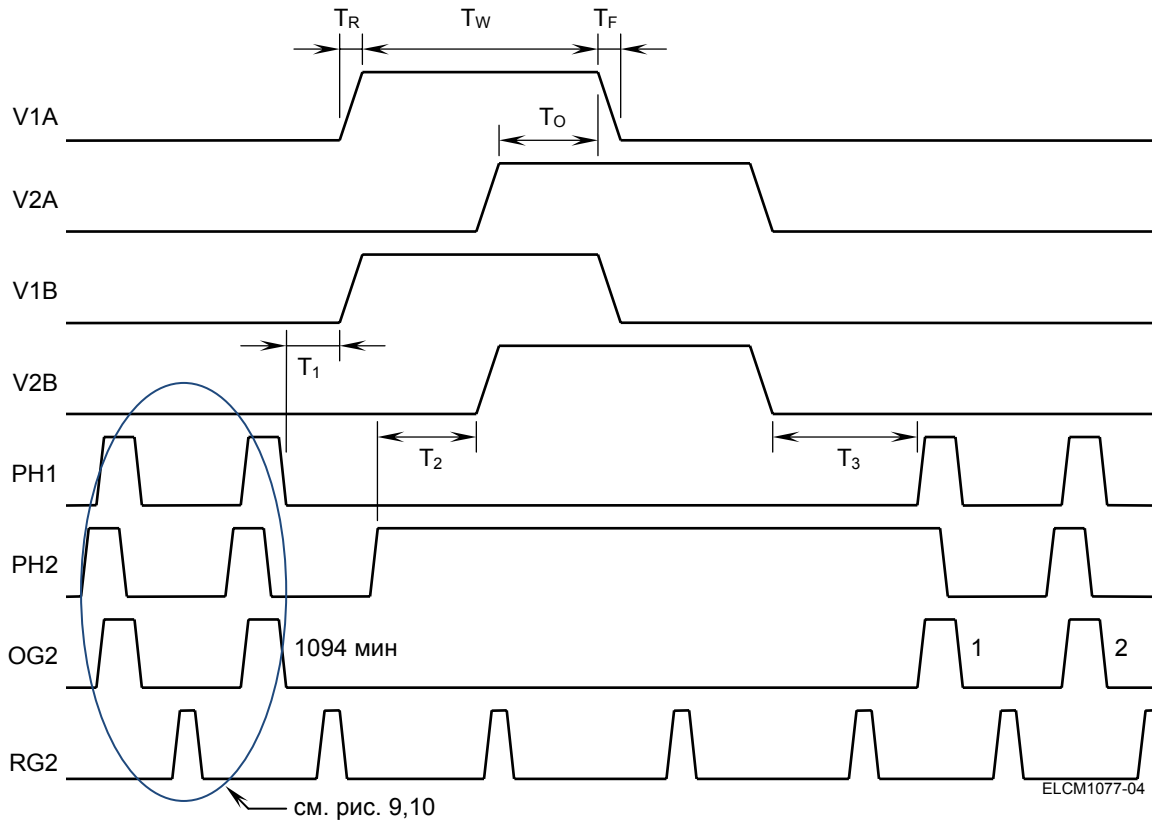 TR TW TF
V1A
TO
V2A
V1B
T1
V2B
T2 T3
PH1
PH2
OG2 1094 мин 1 2
RG2
ELCM1077-04
см. рис. 9,10